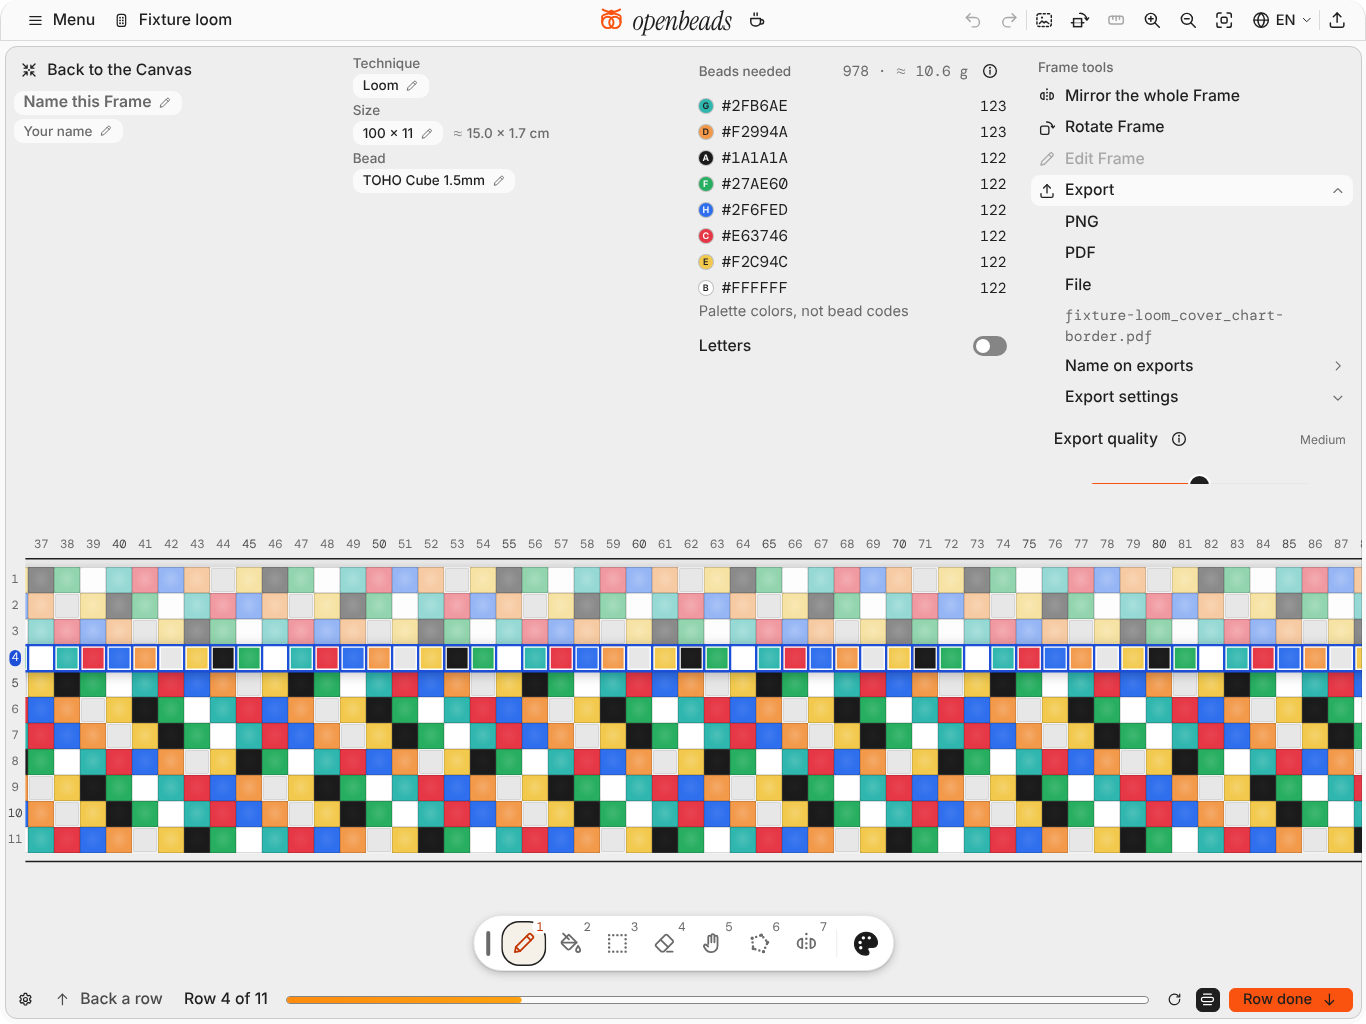 Menu
Fixture loom
openbeads
EN
Back to the Canvas
Name this Frame
Your name
Technique
Loom
Size
100 × 11
≈ 15.0 × 1.7 cm
Bead
TOHO Cube 1.5mm
Beads needed
978 · ≈ 10.6 g
G #2FB6AE 123
D #F2994A 123
A #1A1A1A 122
F #27AE60 122
H #2F6FED 122
C #E63746 122
E #F2C94C 122
B #FFFFFF 122
Palette colors, not bead codes
Letters
Frame tools
Mirror the whole Frame
Rotate Frame
Edit Frame
Export
PNG
PDF
File
fixture-loom_cover_chart-
border.pdf
Name on exports
Export settings
Export quality
Medium
37 38 39 40 41 42 43 44 45 46 47 48 49 50 51 52 53 54 55 56 57 58 59 60 61 62 63 64 65 66 67 68 69 70 71 72 73 74 75 76 77 78 79 80 81 82 83 84 85 86 87
1
2
3
4
5
6
7
8
9
10
11
1 2 3 4 5 6 7
Back a row
Row 4 of 11
Row done